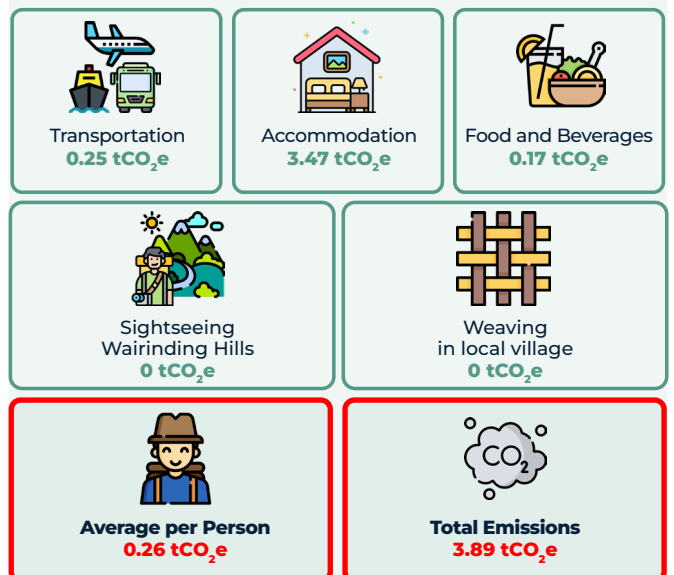 Transportation
0.25 tCO₂e
Accommodation
3.47 tCO₂e
Food and Beverages
0.17 tCO₂e
Sightseeing
Wairinding Hills
0 tCO₂e
Weaving
in local village
0 tCO₂e
Average per Person
0.26 tCO₂e
CO₂
Total Emissions
3.89 tCO₂e